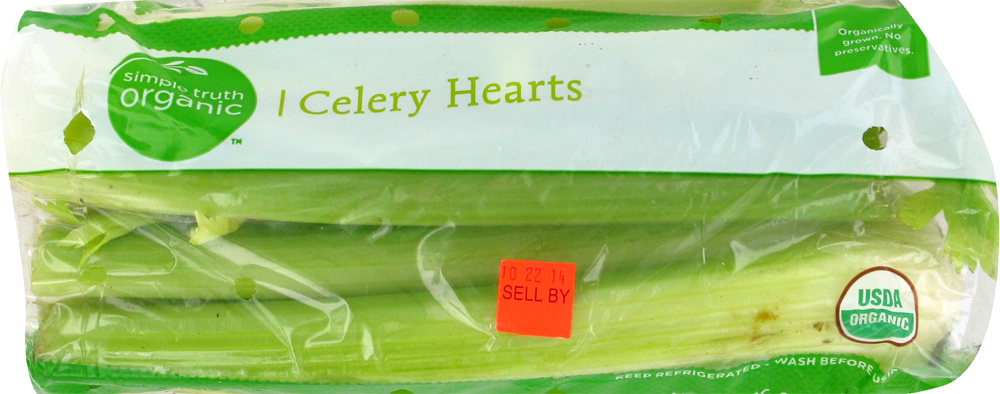 Organically
grown. No
preservatives.
simple truth
organic
TM
Celery Hearts
10 22 14
SELL BY
USDA
ORGANIC
KEEP REFRIGERATED - WASH BEFORE USIN